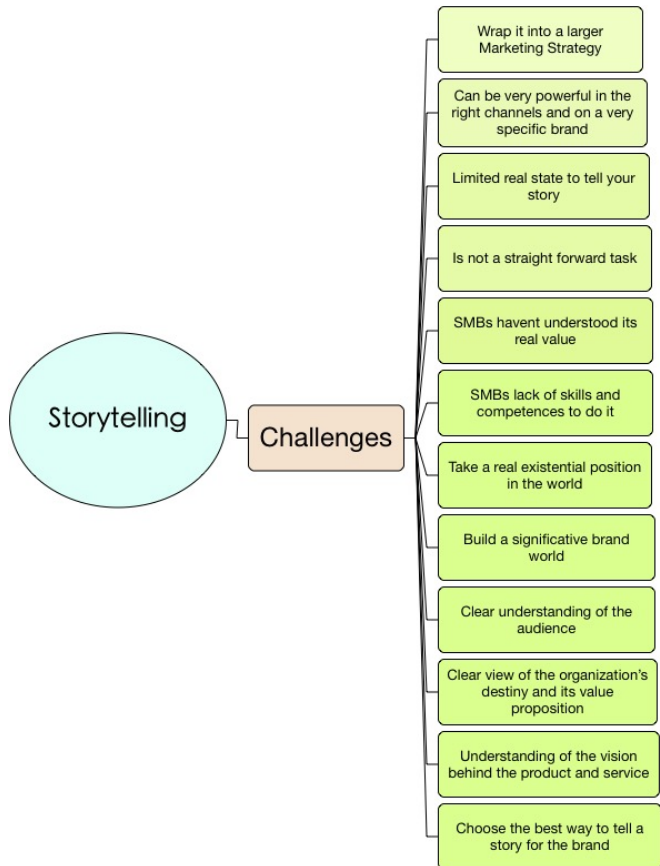 Storytelling
Challenges
Wrap it into a larger
Marketing Strategy
Can be very powerful in the
right channels and on a very
specific brand
Limited real state to tell your
story
Is not a straight forward task
SMBs havent understood its
real value
SMBs lack of skills and
competences to do it
Take a real existential position
in the world
Build a significative brand
world
Clear understanding of the
audience
Clear view of the organization's
destiny and its value
proposition
Understanding of the vision
behind the product and service
Choose the best way to tell a
story for the brand